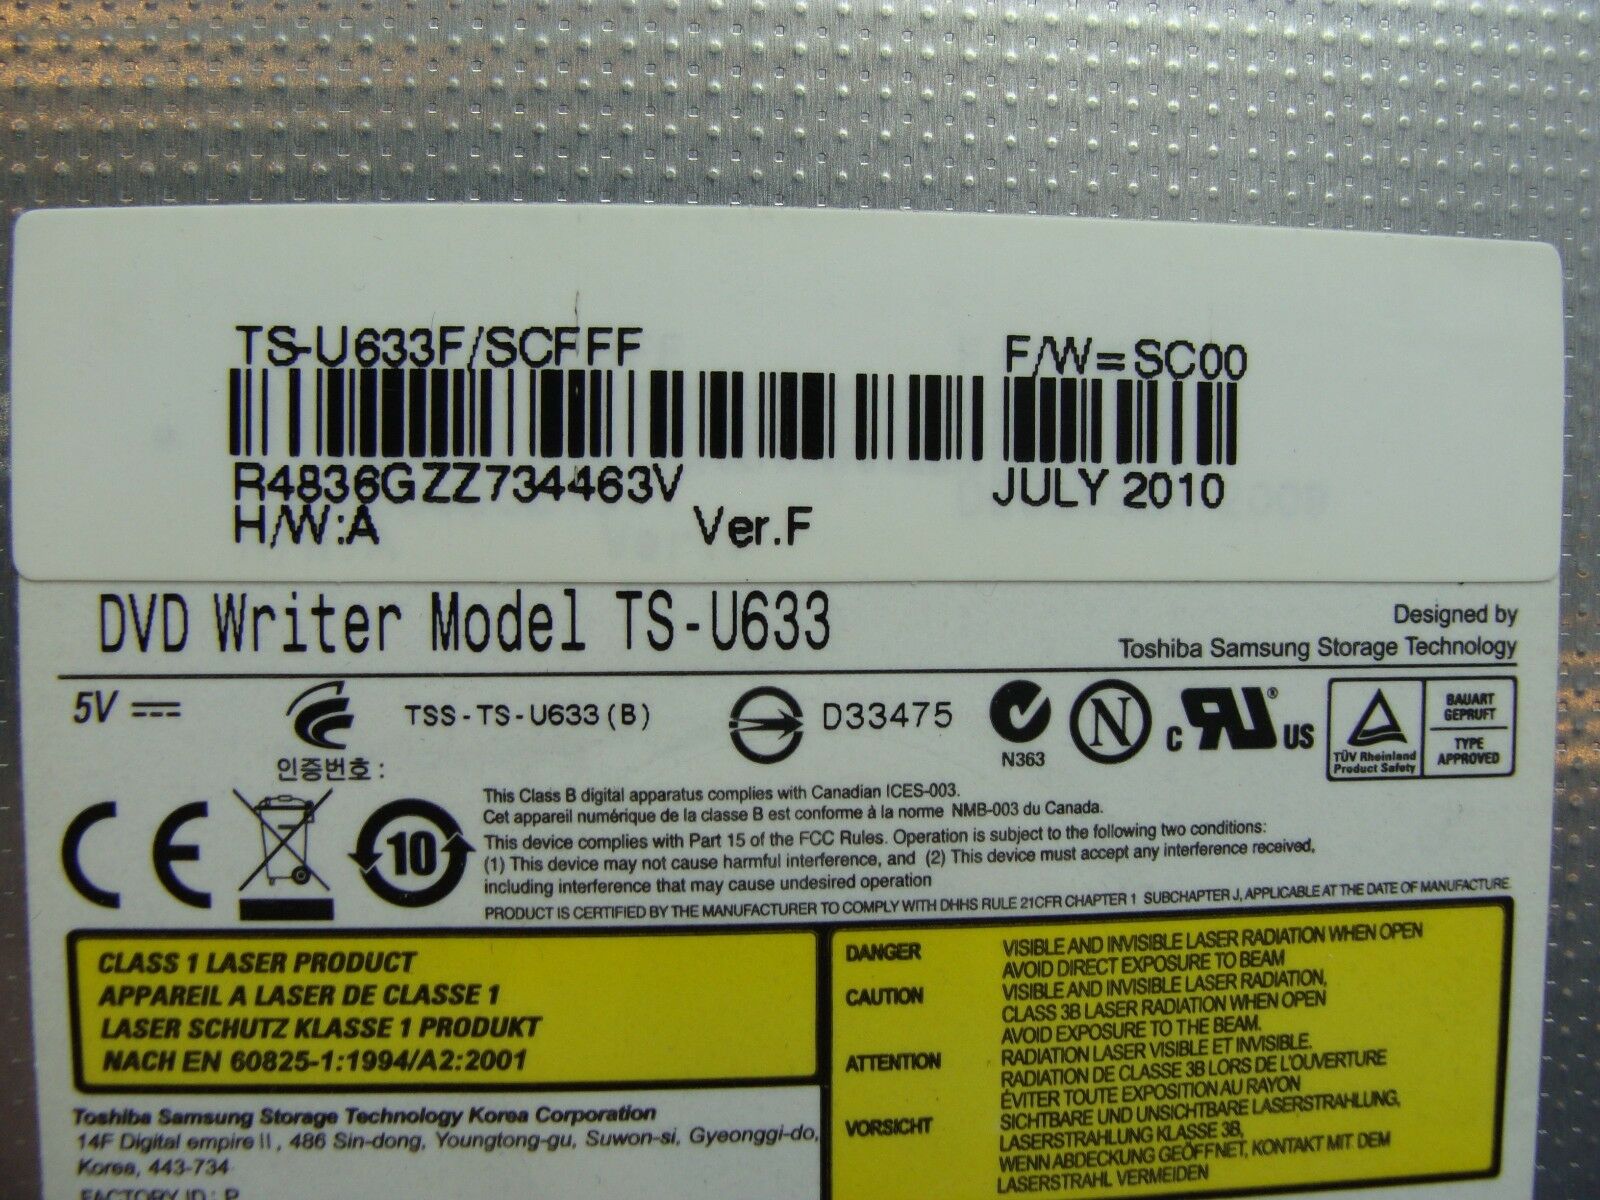 TS-U633F/SCFFF F/W=SC00
R4836GZZ734463V JULY 2010
H/W:A Ver.F
DVD Writer Model TS-U633
Designed by
Toshiba Samsung Storage Technology
5V TSS-TS-U633(B) D33475
N363
N
c RU ® US
TÜV Rheinland
Product Safety
BAUART
GEPRÜFT
TYPE
APPROVED
인증번호:
CE
10
This Class B digital apparatus complies with Canadian ICES-003.
Cet appareil numérique de la classe B est conforme à la norme NMB-003 du Canada.
This device complies with Part 15 of the FCC Rules. Operation is subject to the following two conditions:
(1) This device may not cause harmful interference, and (2) This device must accept any interference received,
including interference that may cause undesired operation
PRODUCT IS CERTIFIED BY THE MANUFACTURER TO COMPLY WITH DHHS RULE 21CFR CHAPTER 1 SUBCHAPTER J, APPLICABLE AT THE DATE OF MANUFACTURE.
CLASS 1 LASER PRODUCT
APPAREIL A LASER DE CLASSE 1
LASER SCHUTZ KLASSE 1 PRODUKT
NACH EN 60825-1:1994/A2:2001
DANGER VISIBLE AND INVISIBLE LASER RADIATION WHEN OPEN
AVOID DIRECT EXPOSURE TO BEAM
CAUTION VISIBLE AND INVISIBLE LASER RADIATION,
CLASS 3B LASER RADIATION WHEN OPEN
AVOID EXPOSURE TO THE BEAM.
ATTENTION RADIATION LASER VISIBLE ET INVISIBLE.
RADIATION DE CLASSE 3B LORS DE L'OUVERTURE
ÉVITER TOUTE EXPOSITION AU RAYON
VORSICHT SICHTBARE UND UNSICHTBARE LASERSTRAHLUNG,
LASERSTRAHLUNG KLASSE 3B,
WENN ABDECKUNG GEÖFFNET, KONTAKT MIT DEM
LASERSTRAHL VERMEIDEN
Toshiba Samsung Storage Technology Korea Corporation
14F Digital empire II, 486 Sin-dong, Youngtong-gu, Suwon-si, Gyeonggi-do,
Korea, 443-734
FACTORY ID : P